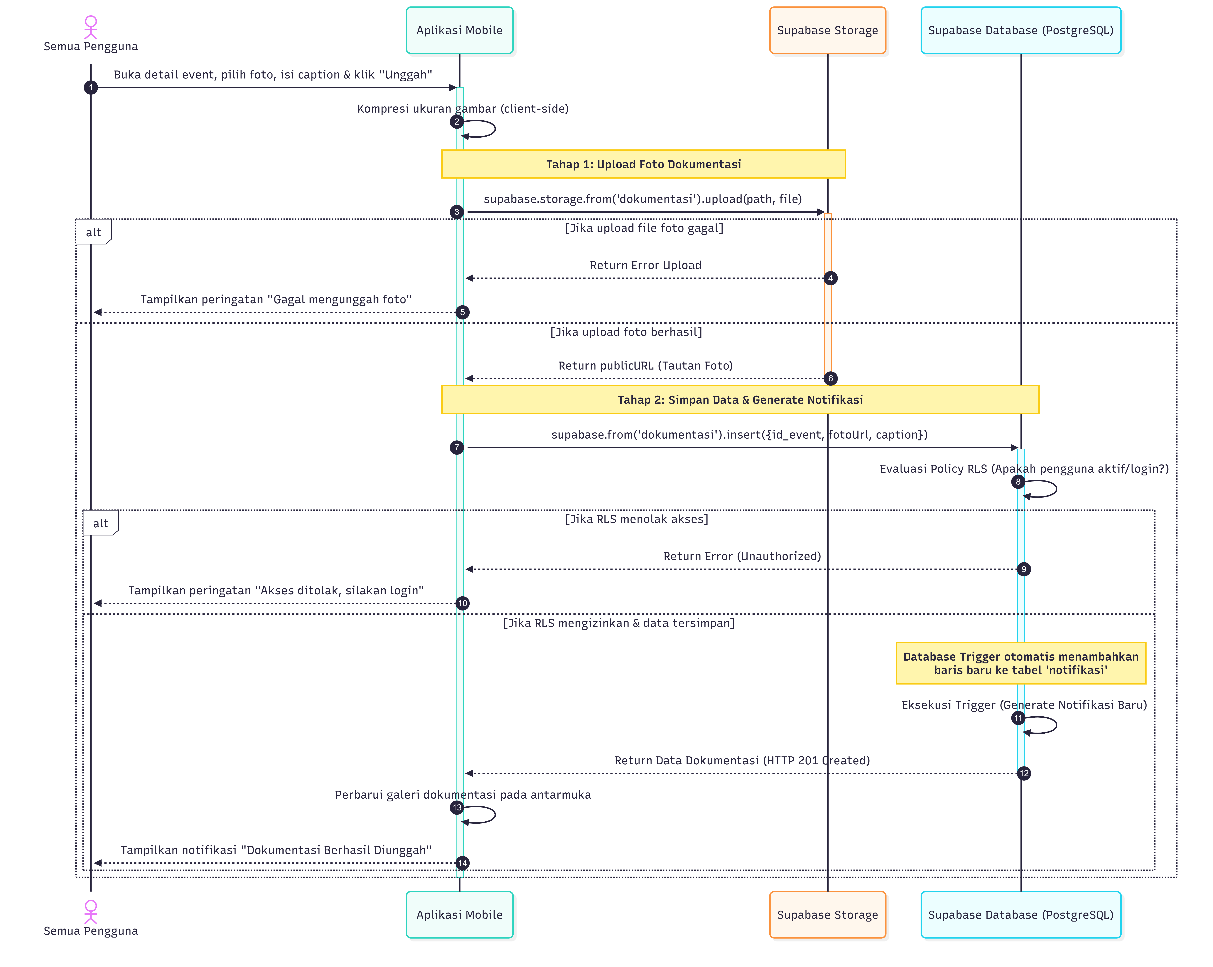 Semua Pengguna
Aplikasi Mobile
Supabase Storage
Supabase Database (PostgreSQL)
Buka detail event, pilih foto, isi caption & klik "Unggah"
1
Kompresi ukuran gambar (client-side)
2
Tahap 1: Upload Foto Dokumentasi
supabase.storage.from('dokumentasi').upload(path, file)
3
alt
[Jika upload file foto gagal]
Return Error Upload
4
Tampilkan peringatan "Gagal mengunggah foto"
5
[Jika upload foto berhasil]
Return publicURL (Tautan Foto)
6
Tahap 2: Simpan Data & Generate Notifikasi
supabase.from('dokumentasi').insert({id_event, fotoUrl, caption})
7
Evaluasi Policy RLS (Apakah pengguna aktif/login?)
8
alt
[Jika RLS menolak akses]
Return Error (Unauthorized)
9
Tampilkan peringatan "Akses ditolak, silakan login"
10
[Jika RLS mengizinkan & data tersimpan]
Database Trigger otomatis menambahkan
baris baru ke tabel 'notifikasi'
Eksekusi Trigger (Generate Notifikasi Baru)
11
Return Data Dokumentasi (HTTP 201 Created)
12
Perbarui galeri dokumentasi pada antarmuka
13
Tampilkan notifikasi "Dokumentasi Berhasil Diunggah"
14
Semua Pengguna
Aplikasi Mobile
Supabase Storage
Supabase Database (PostgreSQL)